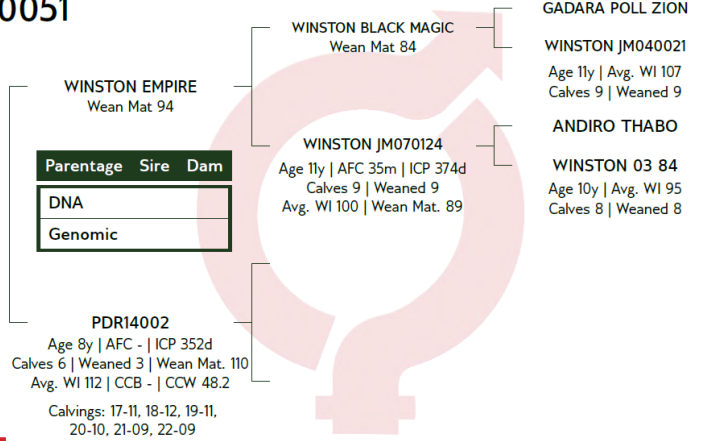 0051
GADARA POLL ZION
WINSTON BLACK MAGIC
Wean Mat 84
WINSTON JM040021
Age 11y | Avg. WI 107
Calves 9 | Weaned 9
WINSTON EMPIRE
Wean Mat 94
ANDIRO THABO
WINSTON JM070124
Age 11y | AFC 35m | ICP 374d
Calves 9 | Weaned 9
Avg. WI 100 | Wean Mat. 89
WINSTON 03 84
Age 10y | Avg. WI 95
Calves 8 | Weaned 8
Parentage Sire Dam
DNA
Genomic
PDR14002
Age 8y | AFC - | ICP 352d
Calves 6 | Weaned 3 | Wean Mat. 110
Avg. WI 112 | CCB - | CCW 48.2
Calvings: 17-11, 18-12, 19-11,
20-10, 21-09, 22-09